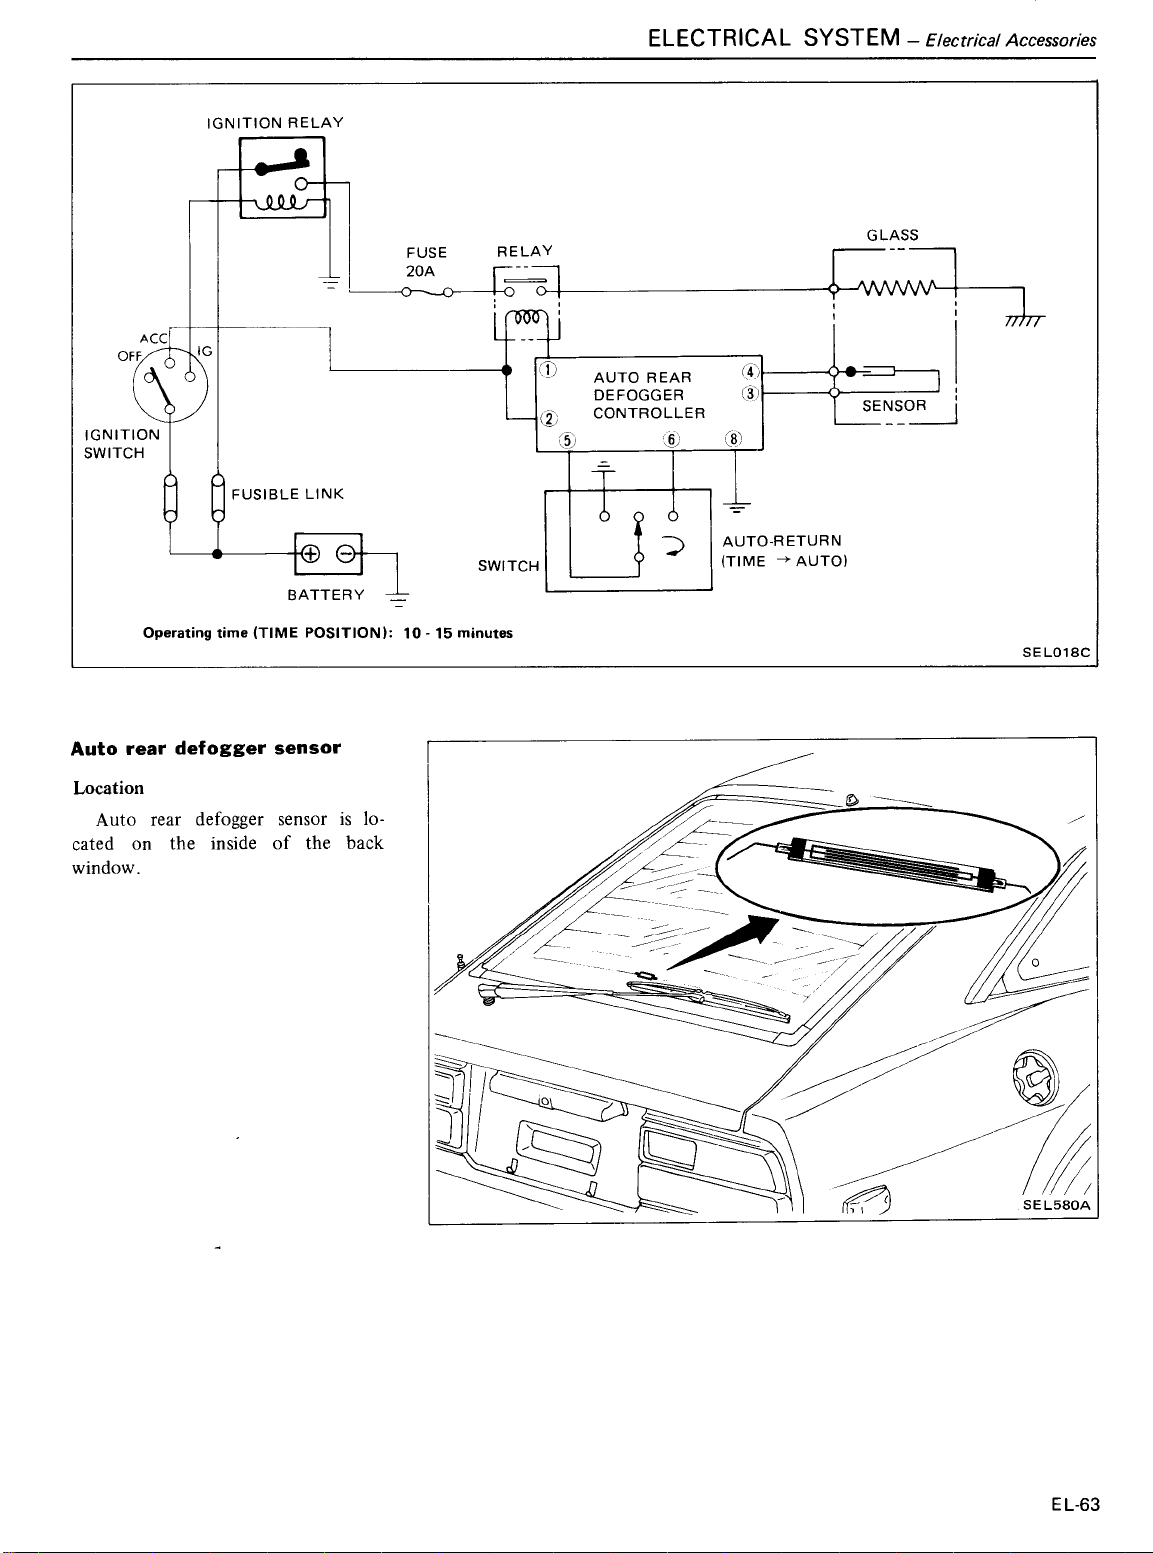 ELECTRICAL SYSTEM – Electrical Accessories
IGNITION RELAY
GLASS
FUSE
20A
RELAY
ACC
OFF
IG
① ④
AUTO REAR
DEFOGGER
CONTROLLER
③
②
SENSOR
⑤ ⑥ ⑧
IGNITION
SWITCH
FUSIBLE LINK
SWITCH
AUTO-RETURN
(TIME → AUTO)
⊕ ⊖
BATTERY
Operating time (TIME POSITION): 10 - 15 minutes
SEL018C
Auto rear defogger sensor
Location
Auto rear defogger sensor is lo-
cated on the inside of the back
window.
SEL580A
EL-63